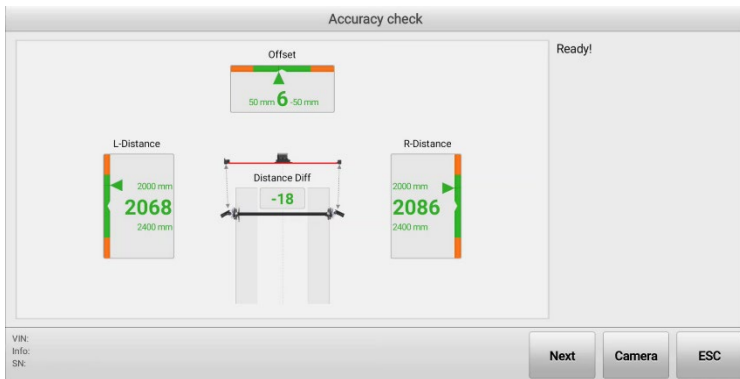 Accuracy check
Ready!
Offset
50 mm 6 -50 mm
L-Distance
2000 mm
2068
2400 mm
Distance Diff
-18
R-Distance
2000 mm
2086
2400 mm
VIN:
Info:
SN:
Next
Camera
ESC